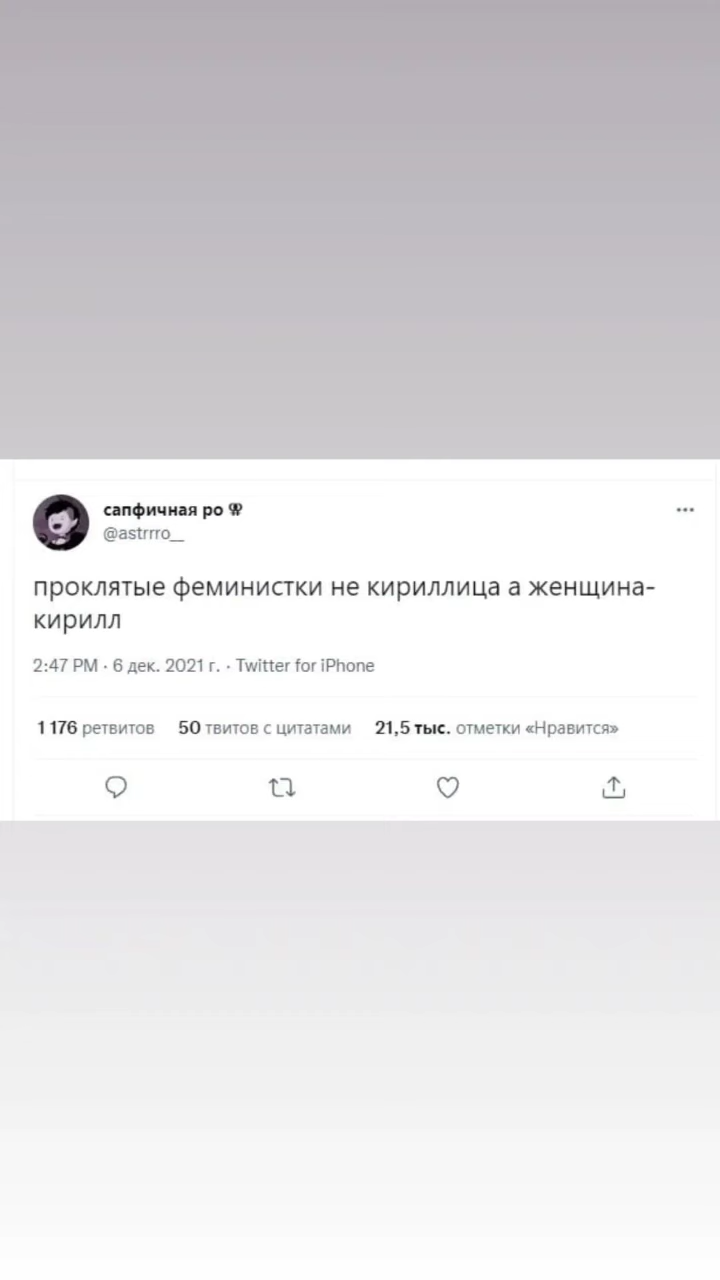 сапфичная ро ⚢
@astrrro__
проклятые феминистки не кириллица а женщина-
кирилл
2:47 PM · 6 дек. 2021 г. · Twitter for iPhone
1 176 ретвитов 50 твитов с цитатами 21,5 тыс. отметки «Нравится»